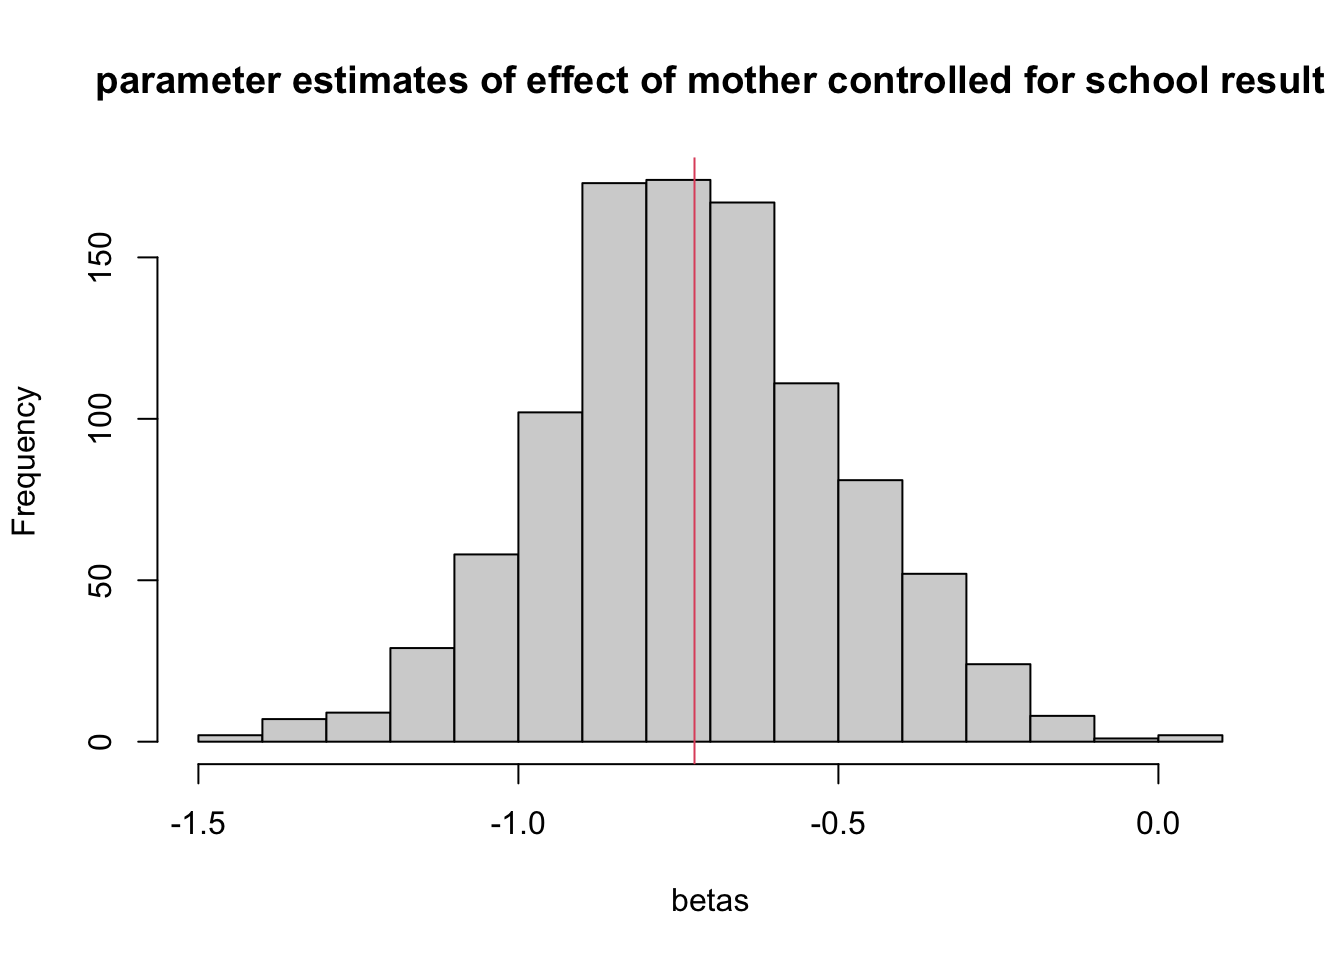 parameter estimates of effect of mother controlled for school result
Frequency
150
100
50
0
-1.5
-1.0
-0.5
0.0
betas